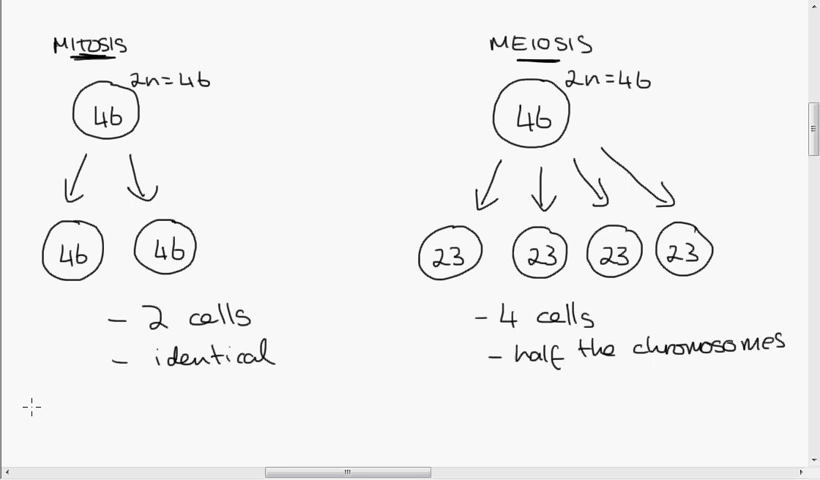 MITOSIS
2n=46
46
46 46
- 2 cells
- identical
MEIOSIS
2n=46
46
23 23 23 23
- 4 cells
- half the chromosomes